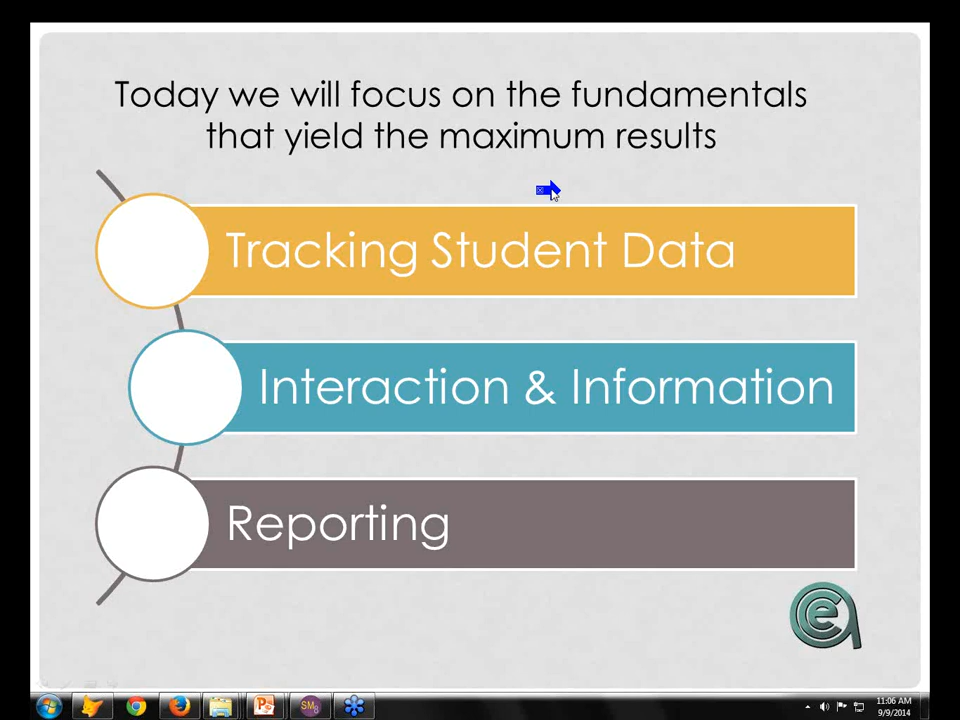 Today we will focus on the fundamentals
that yield the maximum results
Tracking Student Data
Interaction & Information
Reporting
11:06 AM
9/9/2014